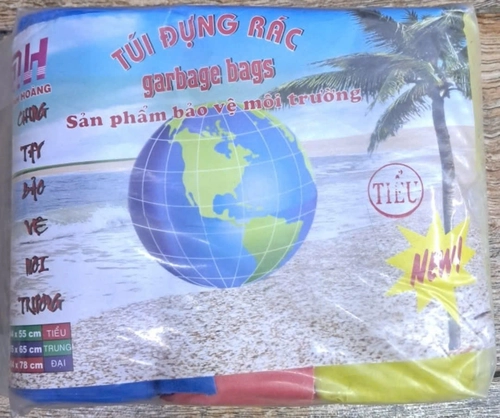 TÚI ĐỰNG RÁC
garbage bags
Sản phẩm bảo vệ môi trường
H
HOÀNG
CHUNG
TAY
BẢO
VỆ
MÔI
TRƯỜNG
TIỂU
NEW!
x 55 cm TIỂU
x 65 cm TRUNG
x 78 cm ĐẠI